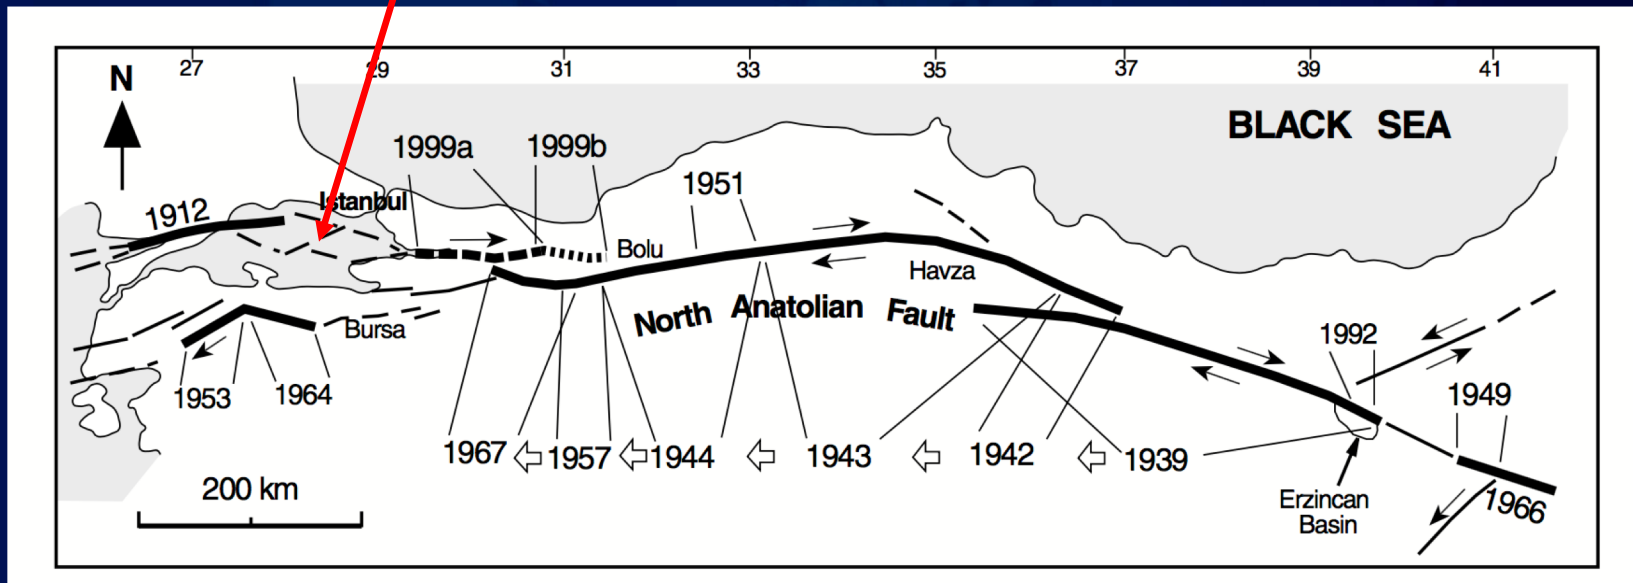 27 29 31 33 35 37 39 41
N
BLACK SEA
1999a 1999b
1951
1912
Istanbul
Bolu
Havza
North Anatolian Fault
Bursa
1992
1953 1964
1949
1967 1957 1944 1943 1942 1939
200 km
Erzincan
Basin
1966